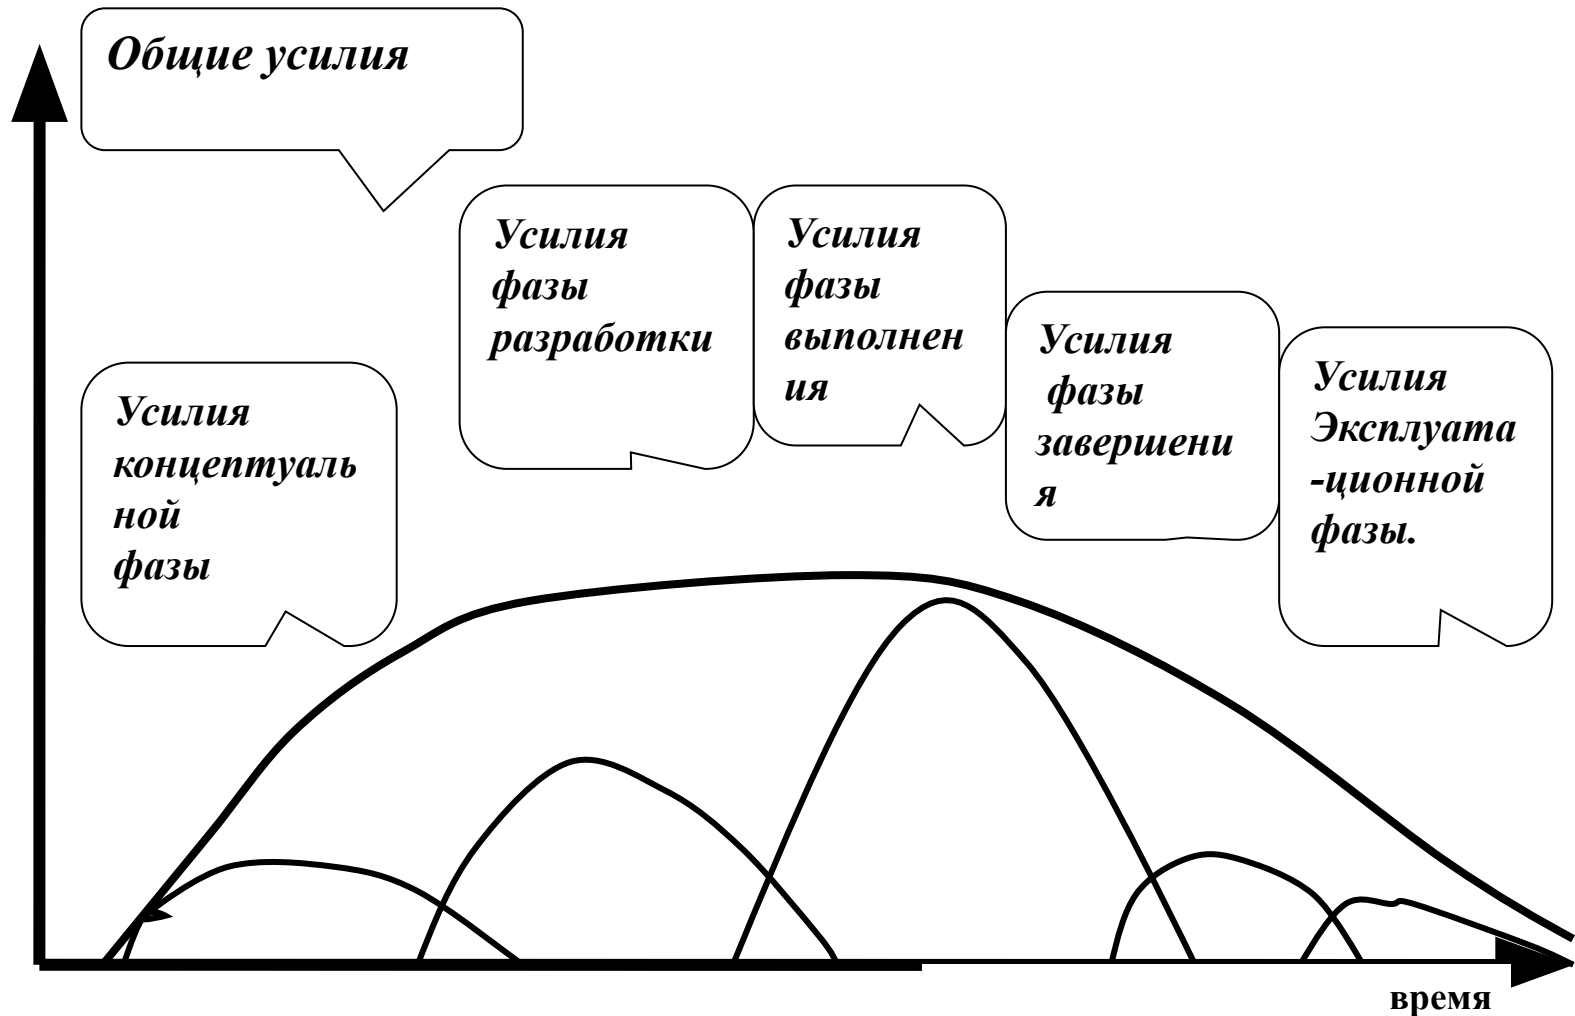 Общие усилия
Усилия
фазы
разработки
Усилия
фазы
выполнен
ия
Усилия
фазы
завершени
я
Усилия
Эксплуата
-ционной
фазы.
Усилия
концептуаль
ной
фазы
время